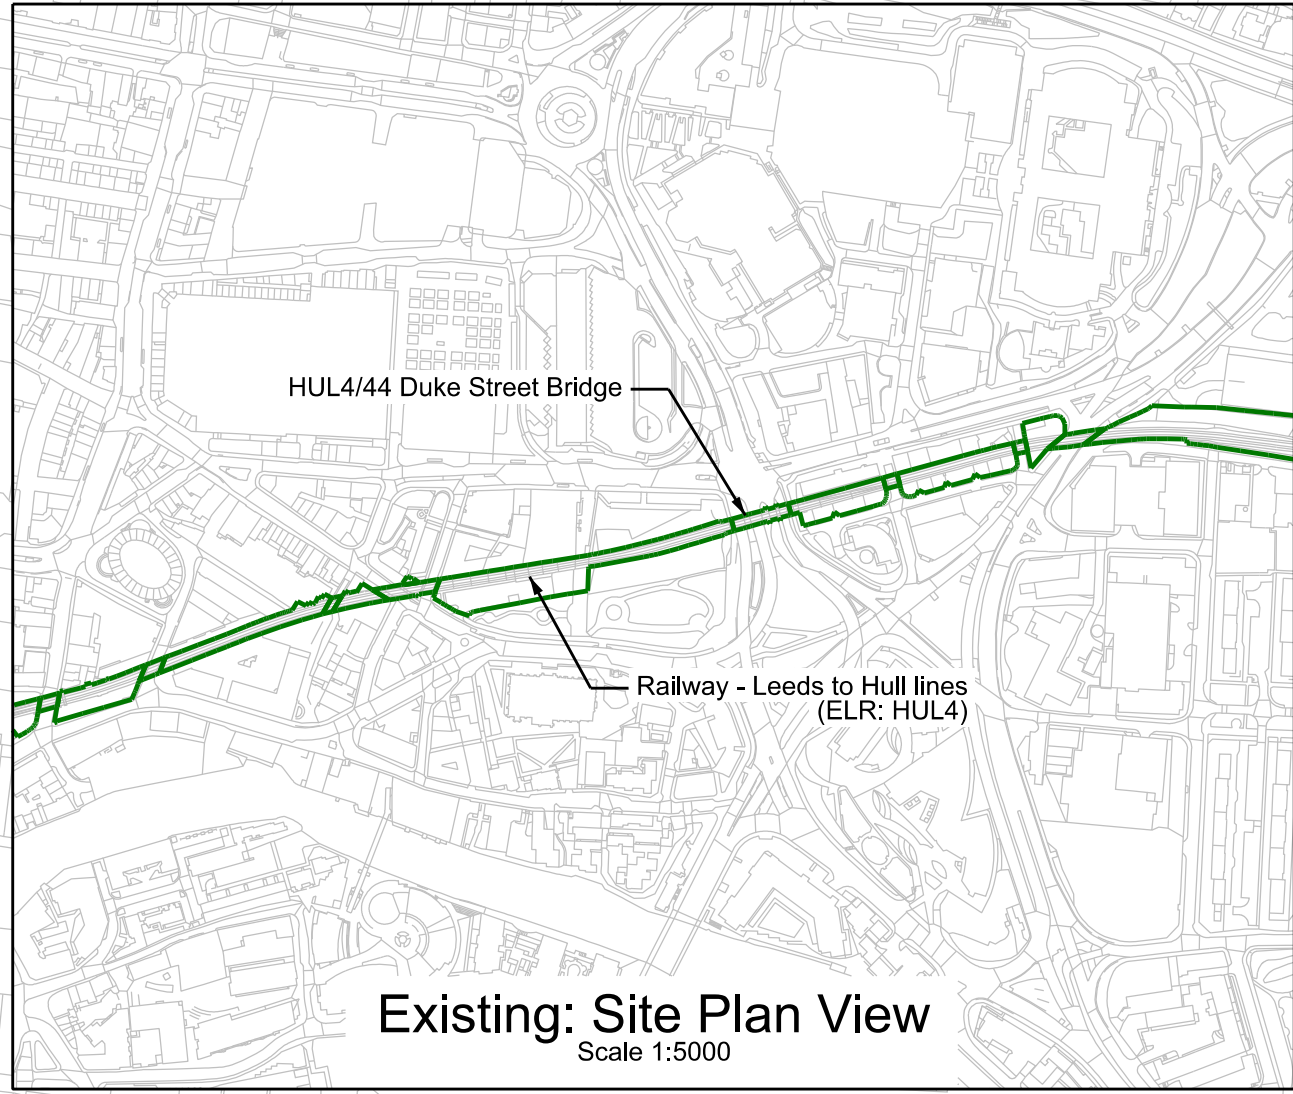 HUL4/44 Duke Street Bridge
Railway - Leeds to Hull lines
(ELR: HUL4)
Existing: Site Plan View
Scale 1:5000